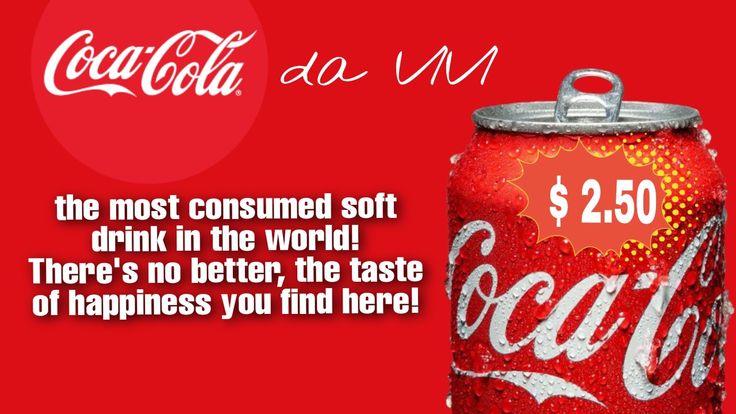 Coca-Cola
da VM
the most consumed soft
drink in the world!
There's no better, the taste
of happiness you find here!
$ 2.50
Coca-Co